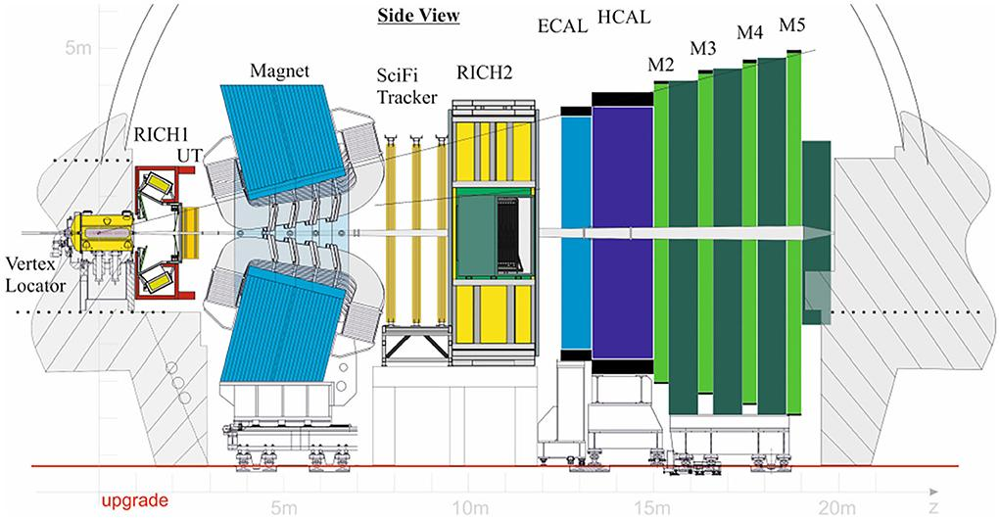 Side View
5m
ECAL
HCAL
M2
M3
M4
M5
Magnet
SciFi
Tracker
RICH2
RICH1
UT
Vertex
Locator
upgrade
5m
10m
15m
20m
z